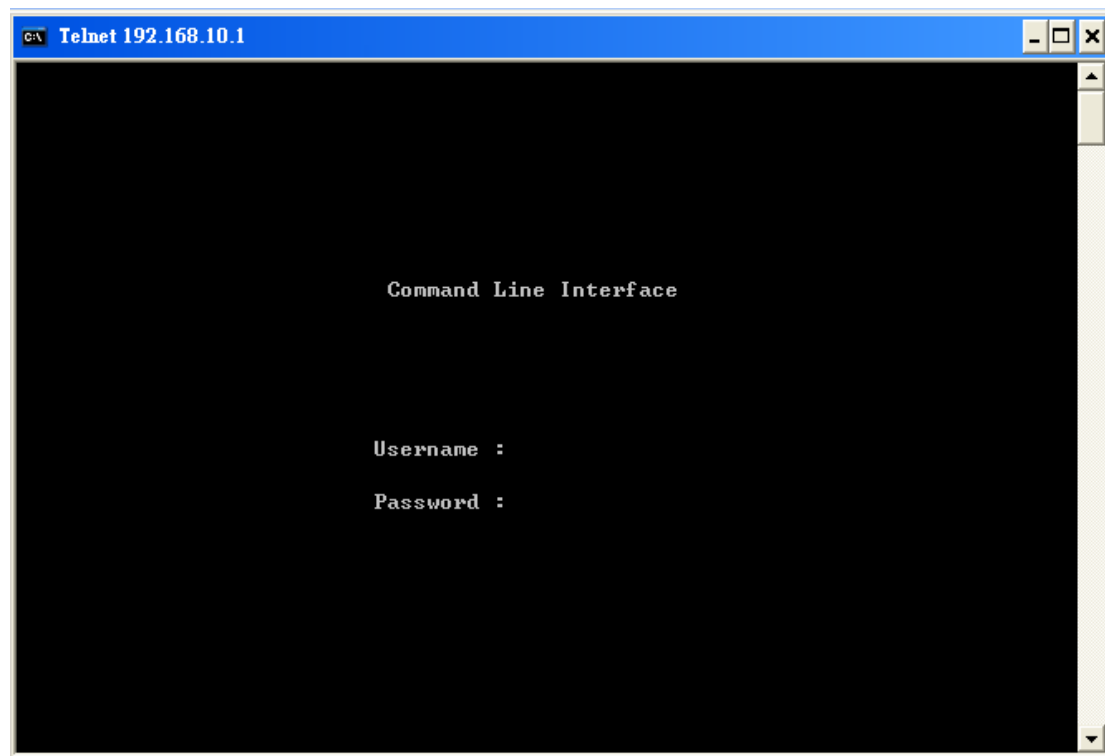 C:\ Telnet 192.168.10.1
Command Line Interface
Username :
Password :